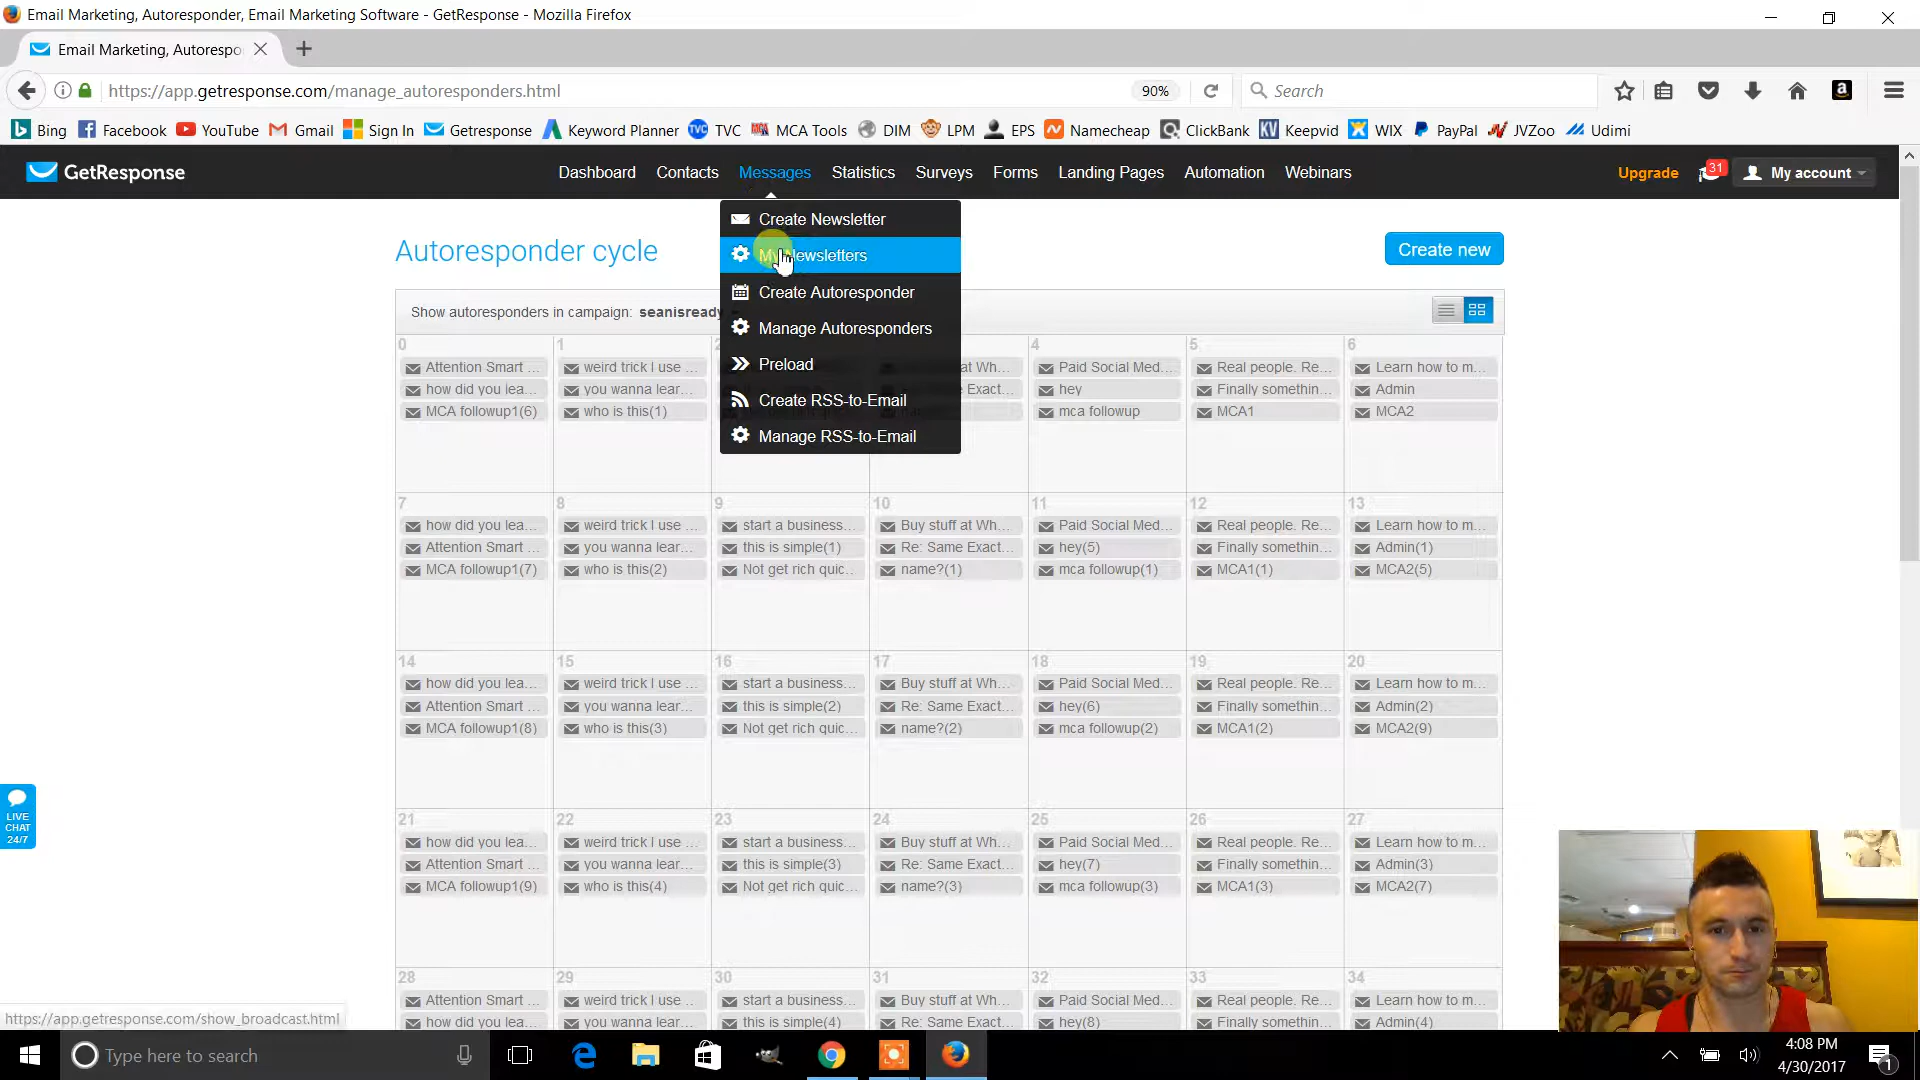 Email Marketing, Autoresponder, Email Marketing Software - GetResponse - Mozilla Firefox
Email Marketing, Autorespo
https://app.getresponse.com/manage_autoresponders.html
90%
Search
Bing Facebook YouTube Gmail Sign In Getresponse Keyword Planner TVC MCA Tools DIM LPM EPS Namecheap ClickBank Keepvid WIX PayPal JVZoo Udimi
GetResponse
Dashboard Contacts Messages Statistics Surveys Forms Landing Pages Automation Webinars
Upgrade 31 My account
Create Newsletter
My Newsletters
Create Autoresponder
Manage Autoresponders
Preload
Create RSS-to-Email
Manage RSS-to-Email
Autoresponder cycle
Create new
Show autoresponders in campaign: seanisready
0 1 4 5 6
Attention Smart ... weird trick I use ... at Wh... Paid Social Med... Real people. Re... Learn how to m...
how did you lea... you wanna lear... Exact... hey Finally somethin... Admin
MCA followup1(6) who is this(1) mca followup MCA1 MCA2
7 8 9 10 11 12 13
how did you lea... weird trick I use ... start a business... Buy stuff at Wh... Paid Social Med... Real people. Re... Learn how to m...
Attention Smart ... you wanna lear... this is simple(1) Re: Same Exact... hey(5) Finally somethin... Admin(1)
MCA followup1(7) who is this(2) Not get rich quic... name?(1) mca followup(1) MCA1(1) MCA2(5)
14 15 16 17 18 19 20
how did you lea... weird trick I use ... start a business... Buy stuff at Wh... Paid Social Med... Real people. Re... Learn how to m...
Attention Smart ... you wanna lear... this is simple(2) Re: Same Exact... hey(6) Finally somethin... Admin(2)
MCA followup1(8) who is this(3) Not get rich quic... name?(2) mca followup(2) MCA1(2) MCA2(9)
21 22 23 24 25 26 27
how did you lea... weird trick I use ... start a business... Buy stuff at Wh... Paid Social Med... Real people. Re... Learn how to m...
Attention Smart ... you wanna lear... this is simple(3) Re: Same Exact... hey(7) Finally somethin... Admin(3)
MCA followup1(9) who is this(4) Not get rich quic... name?(3) mca followup(3) MCA1(3) MCA2(7)
28 29 30 31 32 33 34
Attention Smart ... weird trick I use ... start a business... Buy stuff at Wh... Paid Social Med... Real people. Re... Learn how to m...
how did you lea... you wanna lear... this is simple(4) Re: Same Exact... hey(8) Finally somethin... Admin(4)
LIVE
CHAT
24/7
https://app.getresponse.com/show_broadcast.html
Type here to search
4:08 PM
4/30/2017
1